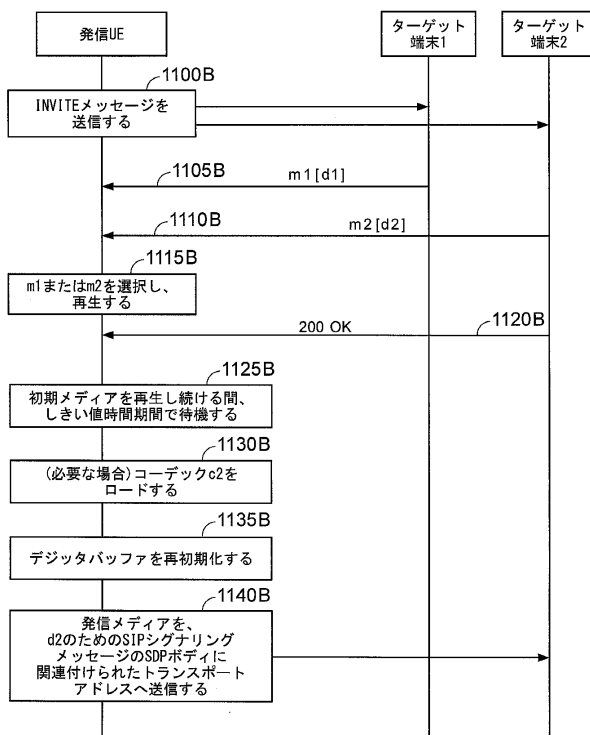 発信UE
ターゲット
端末1
ターゲット
端末2
1100B
INVITEメッセージを
送信する
1105B
m1[d1]
1110B
m2[d2]
1115B
m1またはm2を選択し、
再生する
200 OK
1120B
1125B
初期メディアを再生し続ける間、
しきい値時間期間で待機する
1130B
(必要な場合)コーデックc2を
ロードする
1135B
デジッタバッファを再初期化する
1140B
発信メディアを、
d2のためのSIPシグナリング
メッセージのSDPボディに
関連付けられたトランスポート
アドレスへ送信する